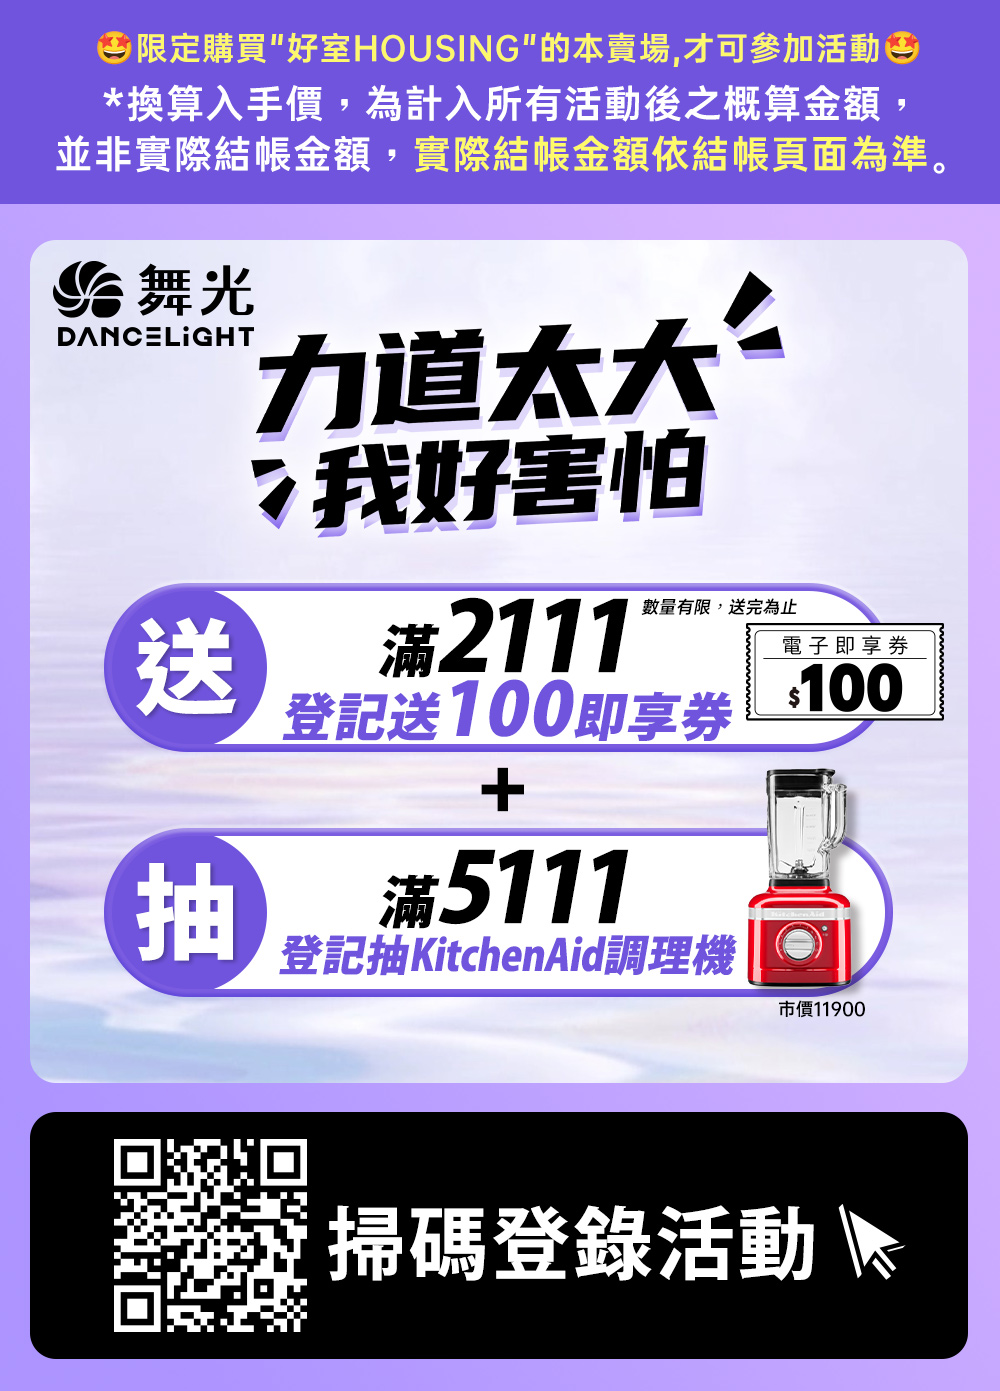 🤩限定購買"好室HOUSING"的本賣場,才可參加活動🤩
*換算入手價，為計入所有活動後之概算金額，
並非實際結帳金額，實際結帳金額依結帳頁面為準。
舞光
DANCELiGHT
力道太大
我好害怕
送
滿2111
數量有限，送完為止
登記送100即享券
電子即享券
$100
+
抽
滿5111
登記抽KitchenAid調理機
KitchenAid
市價11900
掃碼登錄活動